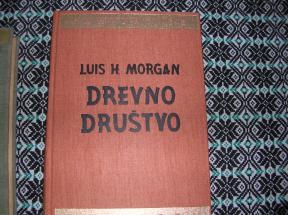 LUIS H MORGAN
DREVNO
DRUŠTVO